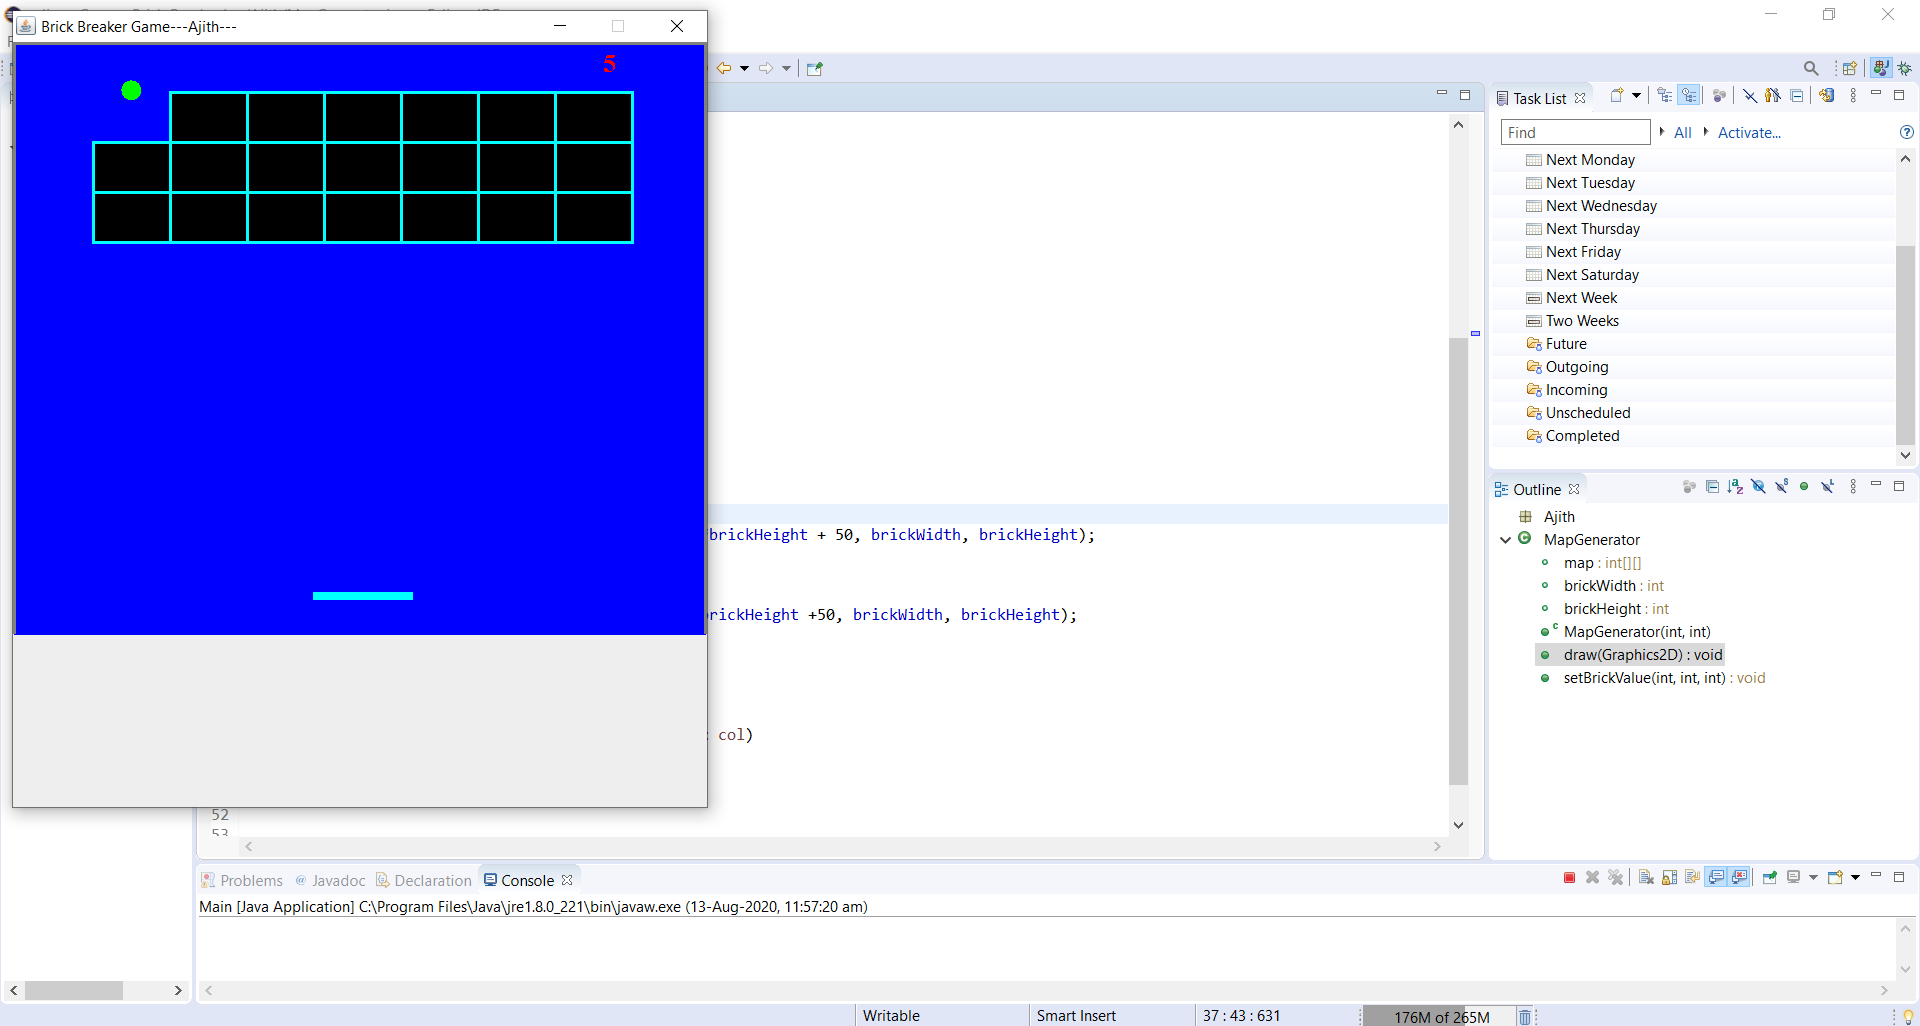 Brick Breaker Game---Ajith---
5
Task List
Find
All
Activate...
Next Monday
Next Tuesday
Next Wednesday
Next Thursday
Next Friday
Next Saturday
Next Week
Two Weeks
Future
Outgoing
Incoming
Unscheduled
Completed
brickHeight + 50, brickWidth, brickHeight);
rickHeight +50, brickWidth, brickHeight);
col)
52
53
Outline
Ajith
MapGenerator
map : int[][]
brickWidth : int
brickHeight : int
MapGenerator(int, int)
draw(Graphics2D) : void
setBrickValue(int, int, int) : void
Problems
Javadoc
Declaration
Console
Main [Java Application] C:\Program Files\Java\jre1.8.0_221\bin\javaw.exe (13-Aug-2020, 11:57:20 am)
Writable
Smart Insert
37 : 43 : 631
176M of 265M